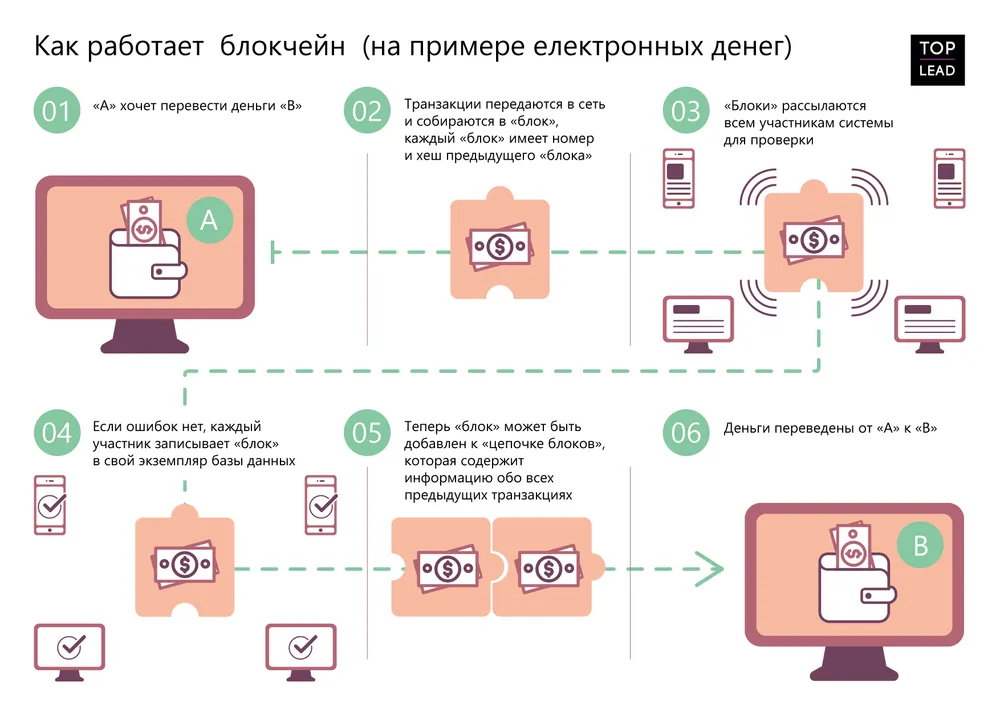 Как работает блокчейн (на примере електронных денег)
TOP
LEAD
01
«А» хочет перевести деньги «В»
02
Транзакции передаются в сеть
и собираются в «блок»,
каждый «блок» имеет номер
и хеш предыдущего «блока»
03
«Блоки» рассылаются
всем участникам системы
для проверки
A
$
$
$
04
Если ошибок нет, каждый
участник записывает «блок»
в свой экземпляр базы данных
05
Теперь «блок» может быть
добавлен к «цепочке блоков»,
которая содержит
информацию обо всех
предыдущих транзакциях
06
Деньги переведены от «А» к «В»
$
$
$
B
$